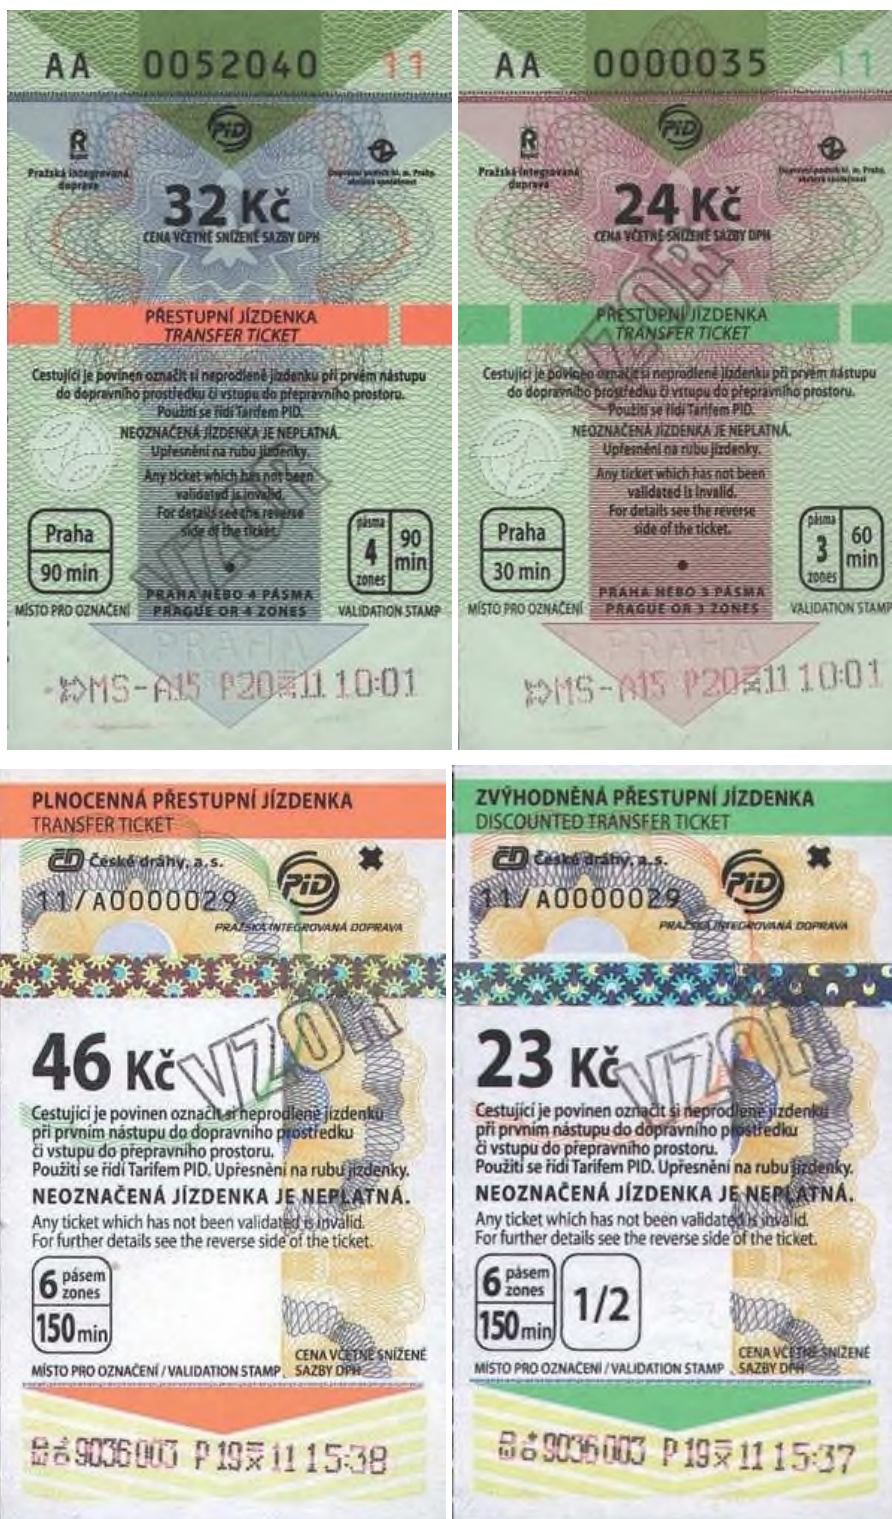 AA 0052040 11
PID
Pražská integrovaná
doprava
Dopravní podnik hl. m. Prahy,
akciová společnost
32 Kč
CENA VČETNĚ SNÍŽENÉ SAZBY DPH
PŘESTUPNÍ JÍZDENKA
TRANSFER TICKET
Cestující je povinen označit si neprodleně jízdenku při prvém nástupu
do dopravního prostředku či vstupu do přepravního prostoru.
Použití se řídí Tarifem PID.
NEOZNAČENÁ JÍZDENKA JE NEPLATNÁ.
Upřesnění na rubu jízdenky.
Any ticket which has not been
validated is invalid.
For details see the reverse
side of the ticket.
VZOR
Praha
90 min
pásma
4
zones
90
min
PRAHA NEBO 4 PÁSMA
PRAGUE OR 4 ZONES
MÍSTO PRO OZNAČENÍ
VALIDATION STAMP
PRAHA
MS-A15 P20 11 10:01
AA 0000035 11
PID
Pražská integrovaná
doprava
Dopravní podnik hl. m. Prahy,
akciová společnost
24 Kč
CENA VČETNĚ SNÍŽENÉ SAZBY DPH
PŘESTUPNÍ JÍZDENKA
TRANSFER TICKET
Cestující je povinen označit si neprodleně jízdenku při prvém nástupu
do dopravního prostředku či vstupu do přepravního prostoru.
Použití se řídí Tarifem PID.
NEOZNAČENÁ JÍZDENKA JE NEPLATNÁ.
Upřesnění na rubu jízdenky.
Any ticket which has not been
validated is invalid.
For details see the reverse
side of the ticket.
VZOR
Praha
30 min
pásma
3
zones
60
min
PRAHA NEBO 3 PÁSMA
PRAGUE OR 3 ZONES
MÍSTO PRO OZNAČENÍ
VALIDATION STAMP
PRAHA
MS-A15 P20 11 10:01
PLNOCENNÁ PŘESTUPNÍ JÍZDENKA
TRANSFER TICKET
ČD České dráhy, a.s.
PID
11/A0000029
PRAŽSKÁ INTEGROVANÁ DOPRAVA
46 Kč
VZOR
Cestující je povinen označit si neprodleně jízdenku
při prvním nástupu do dopravního prostředku
či vstupu do přepravního prostoru.
Použití se řídí Tarifem PID. Upřesnění na rubu jízdenky.
NEOZNAČENÁ JÍZDENKA JE NEPLATNÁ.
Any ticket which has not been validated is invalid.
For further details see the reverse side of the ticket.
6 pásem
zones
150 min
CENA VČETNĚ SNÍŽENÉ
SAZBY DPH
MÍSTO PRO OZNAČENÍ / VALIDATION STAMP
9036003 P 19 11 15:38
ZVÝHODNĚNÁ PŘESTUPNÍ JÍZDENKA
DISCOUNTED TRANSFER TICKET
ČD České dráhy, a.s.
PID
11/A0000029
PRAŽSKÁ INTEGROVANÁ DOPRAVA
23 Kč
VZOR
Cestující je povinen označit si neprodleně jízdenku
při prvním nástupu do dopravního prostředku
či vstupu do přepravního prostoru.
Použití se řídí Tarifem PID. Upřesnění na rubu jízdenky.
NEOZNAČENÁ JÍZDENKA JE NEPLATNÁ.
Any ticket which has not been validated is invalid.
For further details see the reverse side of the ticket.
6 pásem
zones
150 min
1/2
CENA VČETNĚ SNÍŽENÉ
SAZBY DPH
MÍSTO PRO OZNAČENÍ / VALIDATION STAMP
9036003 P 19 11 15:37